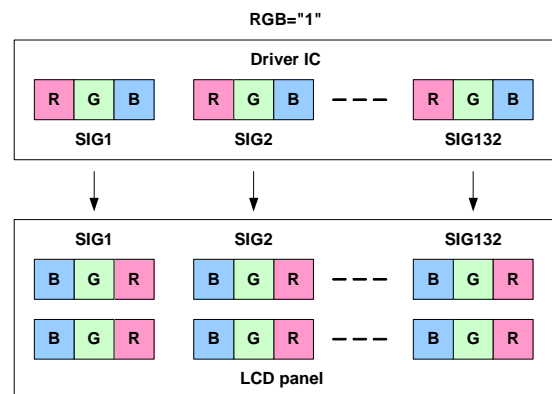 RGB="1"
Driver IC
R G B R G B R G B
SIG1 SIG2 SIG132
SIG1 SIG2 SIG132
B G R B G R B G R
B G R B G R B G R
LCD panel